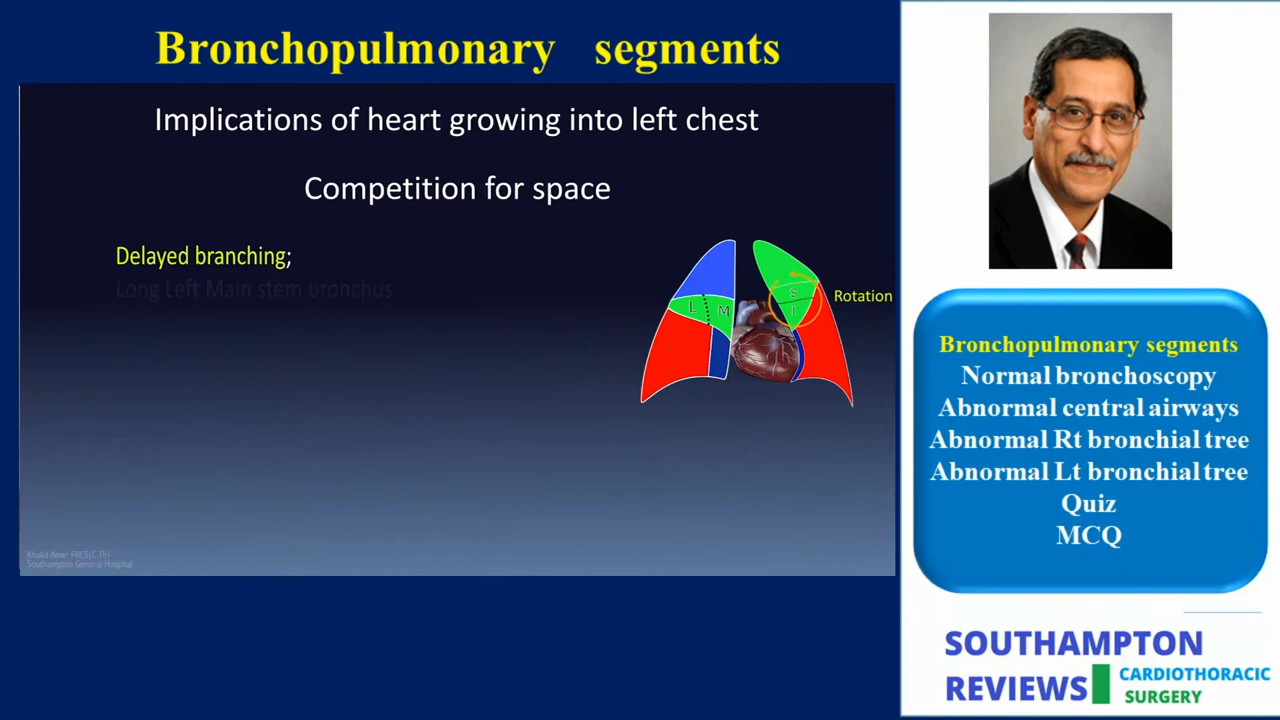 Bronchopulmonary segments
Implications of heart growing into left chest
Competition for space
Delayed branching;
Long Left Main stem bronchus
L
M
S
I
Rotation
Khalid Amer FRCS(C Th)
Southampton General Hospital
Bronchopulmonary segments
Normal bronchoscopy
Abnormal central airways
Abnormal Rt bronchial tree
Abnormal Lt bronchial tree
Quiz
MCQ
SOUTHAMPTON
REVIEWS
CARDIOTHORACIC
SURGERY